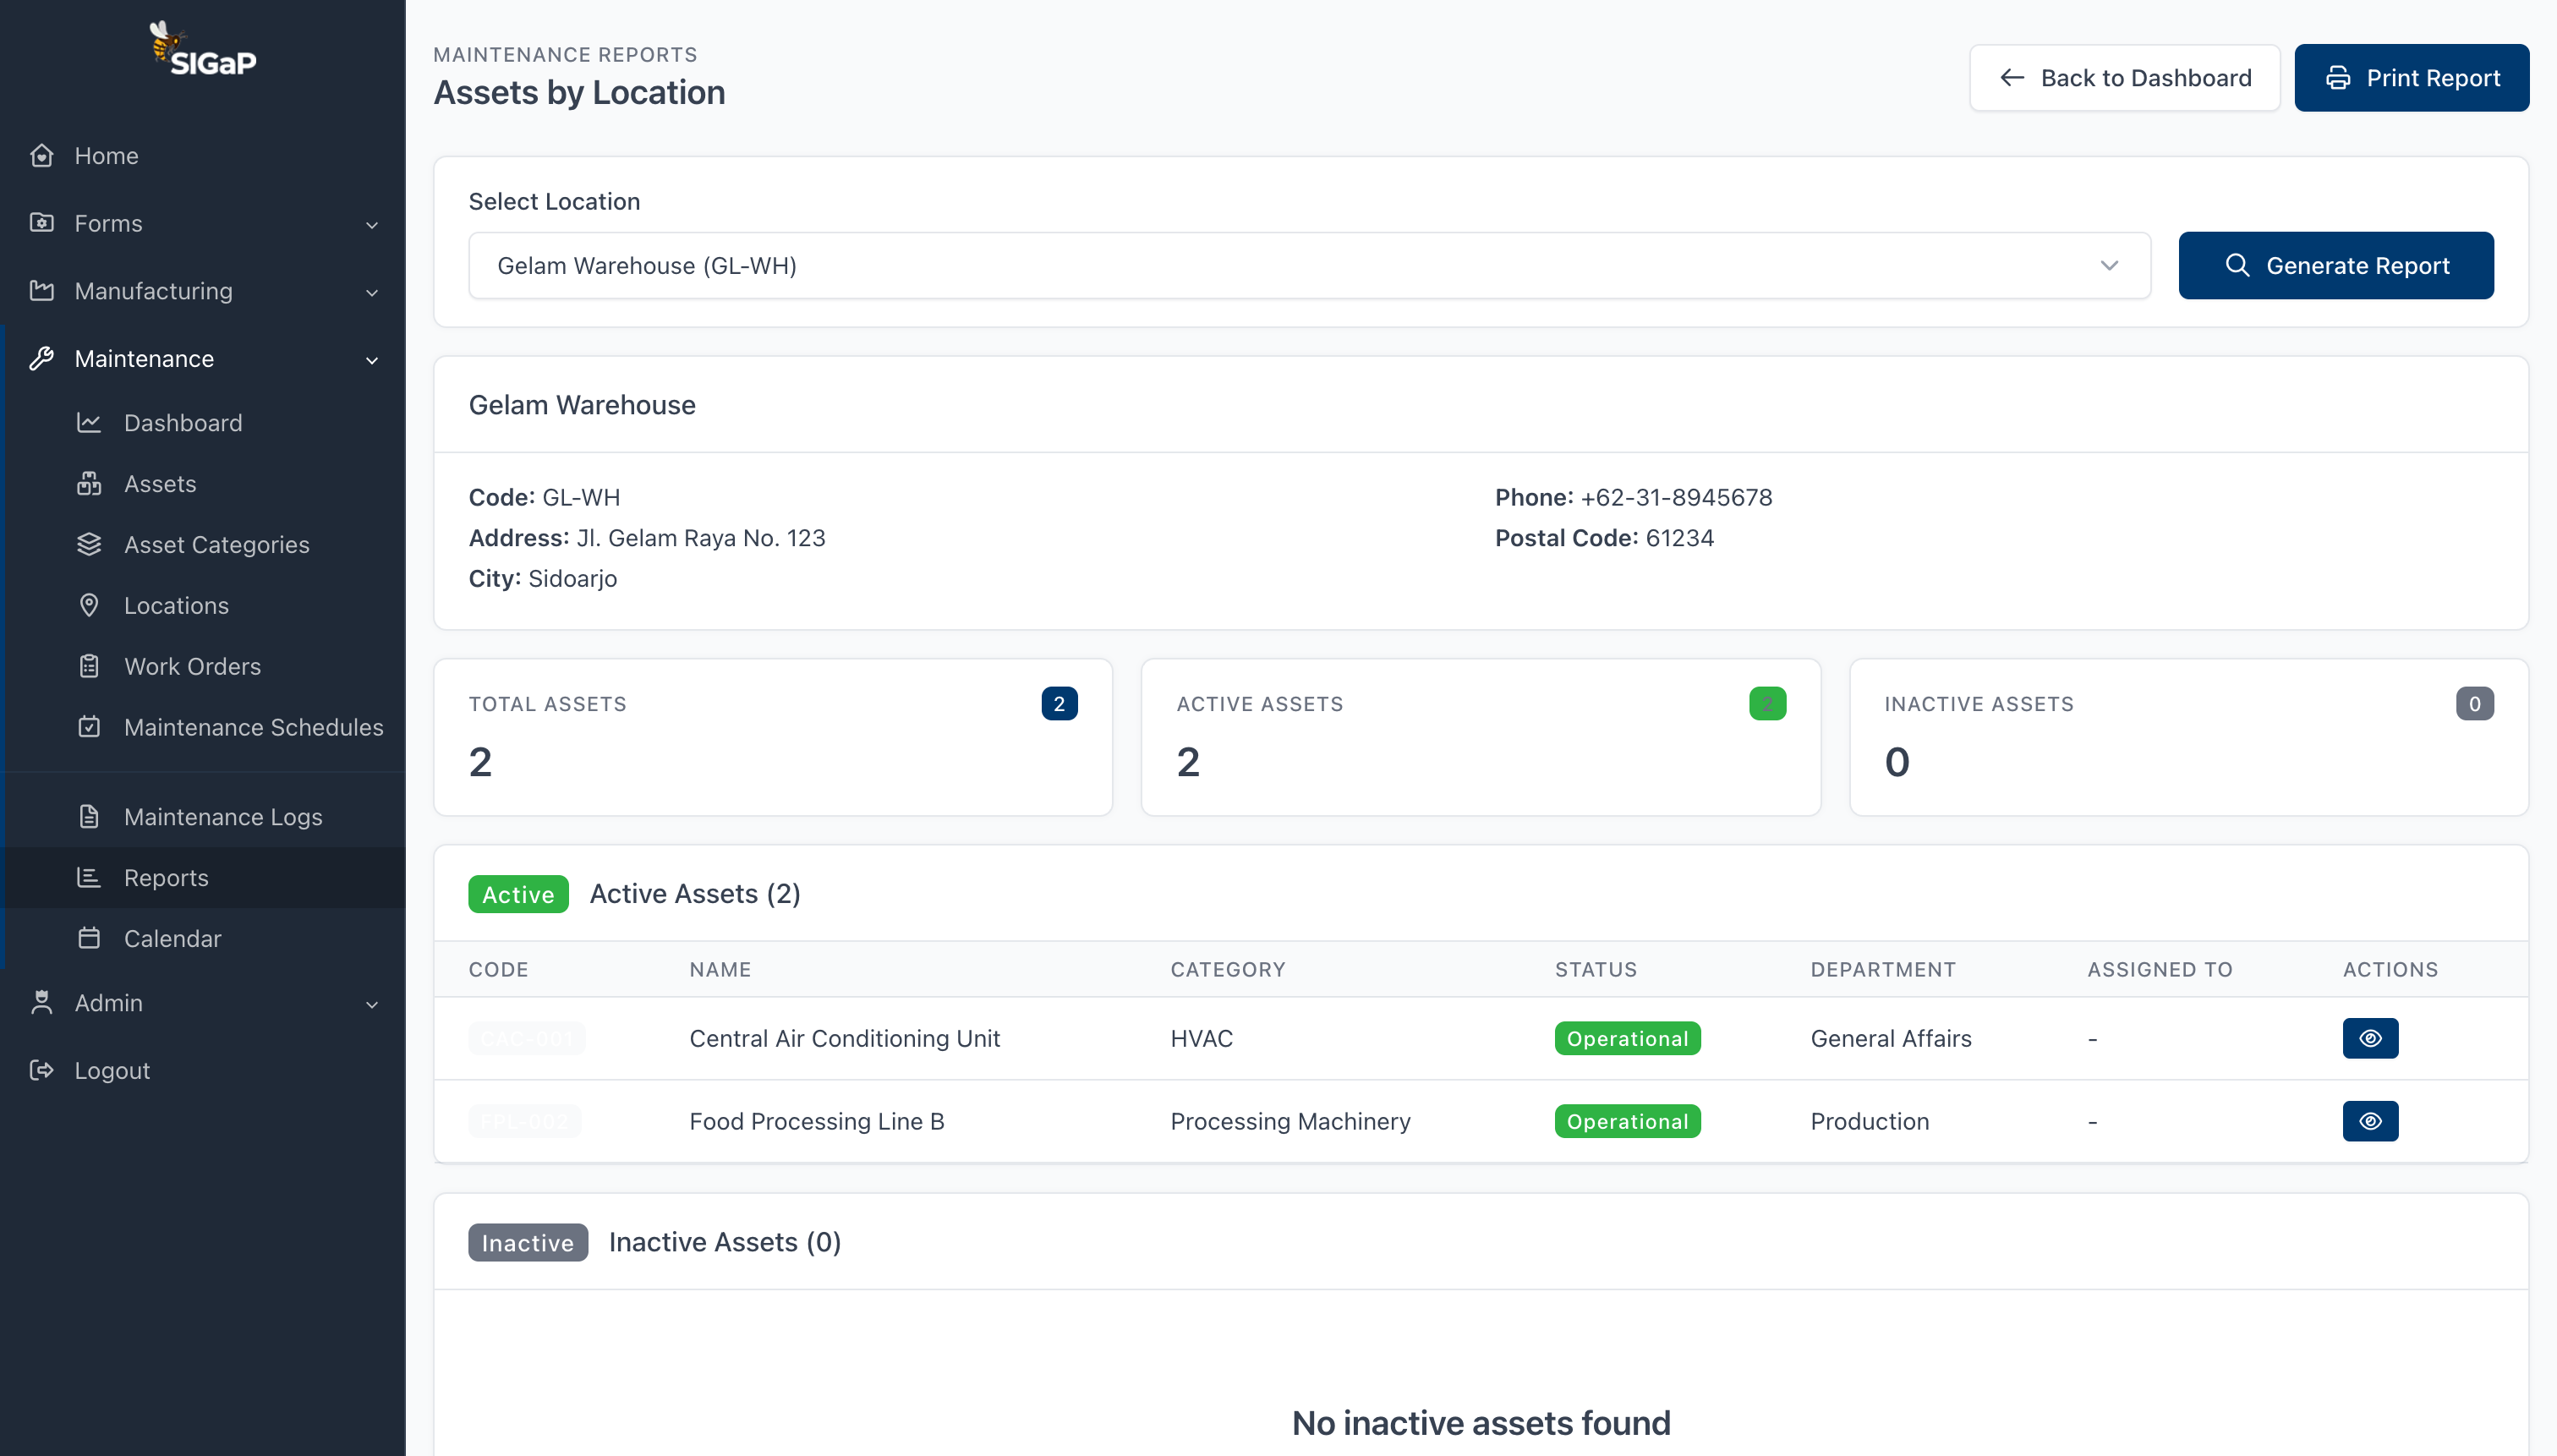 SIGaP
Home
Forms
Manufacturing
Maintenance
Dashboard
Assets
Asset Categories
Locations
Work Orders
Maintenance Schedules
Maintenance Logs
Reports
Calendar
Admin
Logout
MAINTENANCE REPORTS
Assets by Location
Back to Dashboard
Print Report
Select Location
Gelam Warehouse (GL-WH)
Generate Report
Gelam Warehouse
Code: GL-WH
Address: Jl. Gelam Raya No. 123
City: Sidoarjo
Phone: +62-31-8945678
Postal Code: 61234
TOTAL ASSETS 2
2
ACTIVE ASSETS 2
2
INACTIVE ASSETS 0
0
Active Active Assets (2)
CODE NAME CATEGORY STATUS DEPARTMENT ASSIGNED TO ACTIONS
CAC-001 Central Air Conditioning Unit HVAC Operational General Affairs -
FPL-002 Food Processing Line B Processing Machinery Operational Production -
Inactive Inactive Assets (0)
No inactive assets found